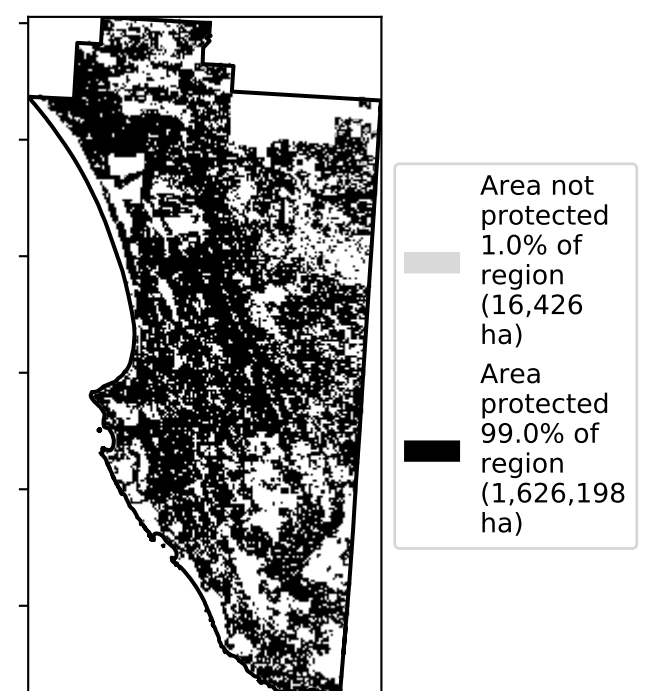 Area not
protected
1.0% of
region
(16,426
ha)
Area
protected
99.0% of
region
(1,626,198
ha)